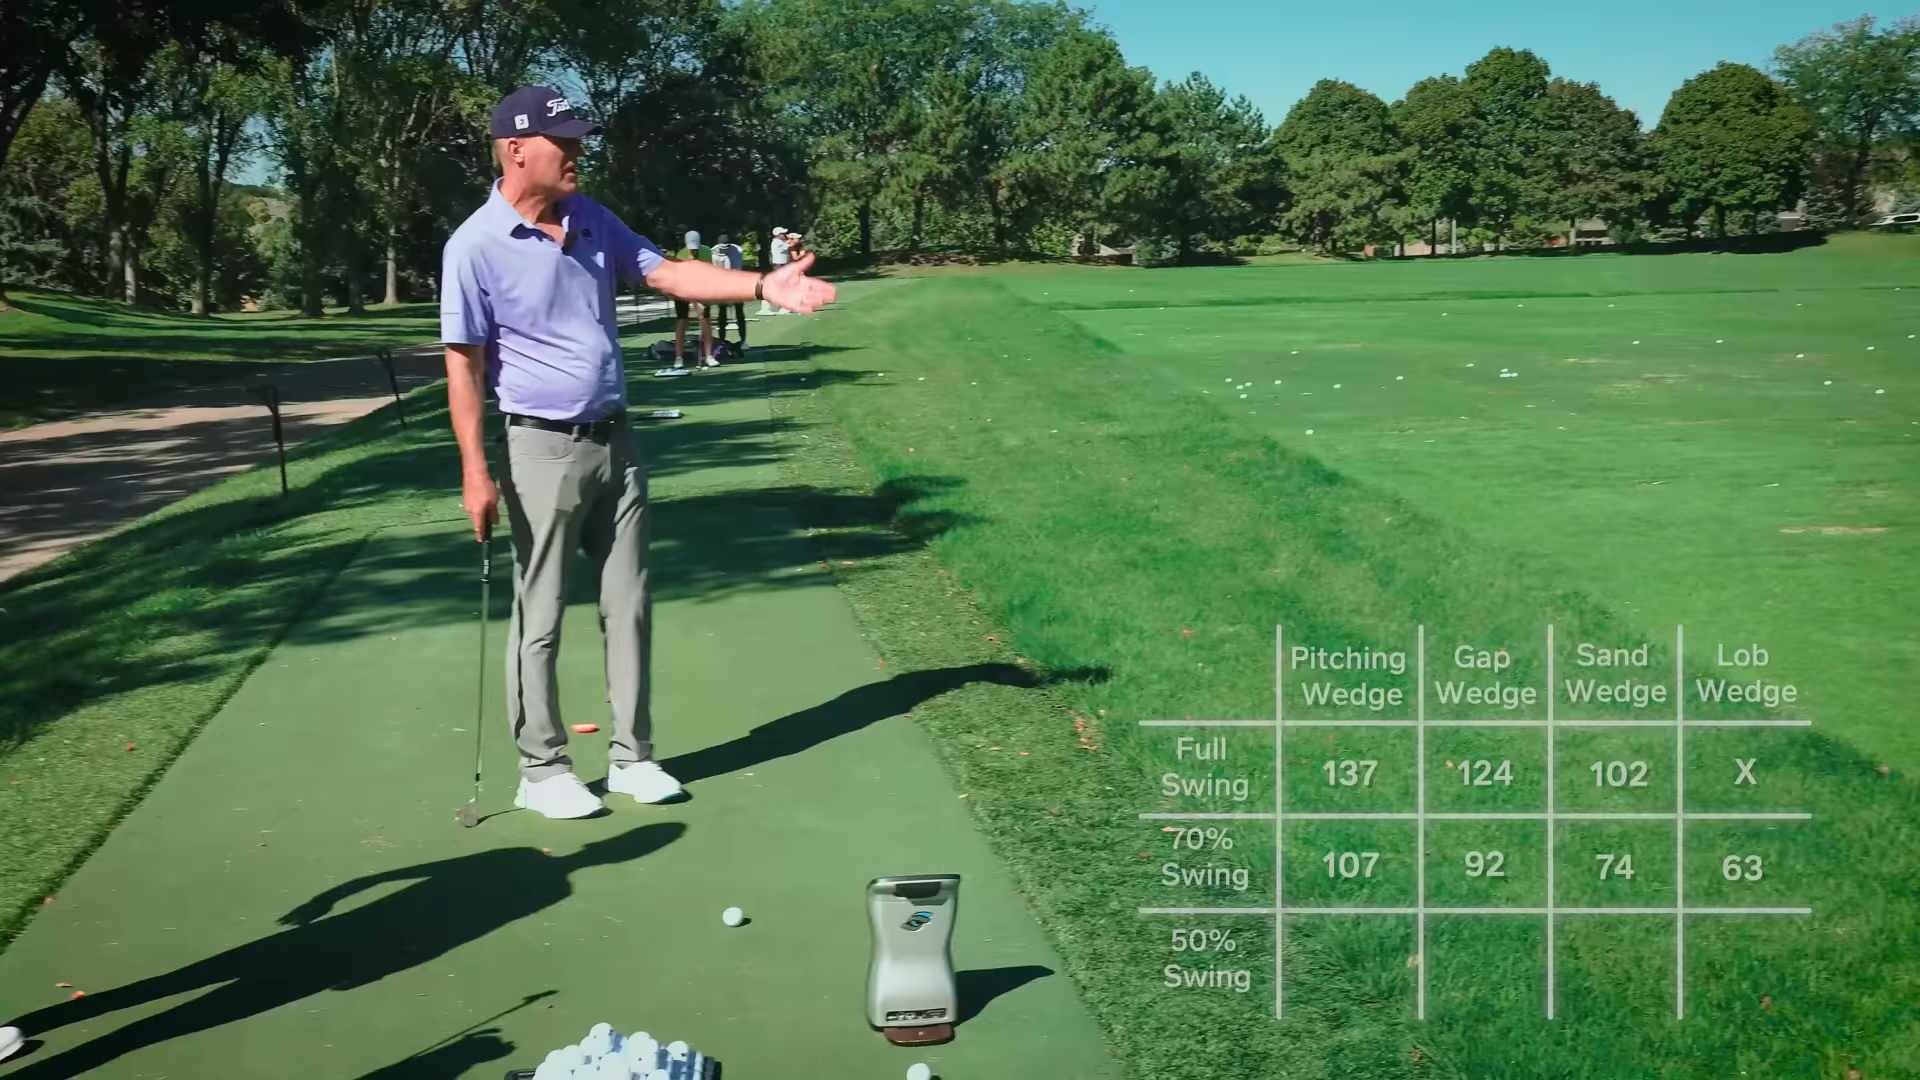 Pitching Wedge
Gap Wedge
Sand Wedge
Lob Wedge
Full Swing
137
124
102
X
70% Swing
107
92
74
63
50% Swing